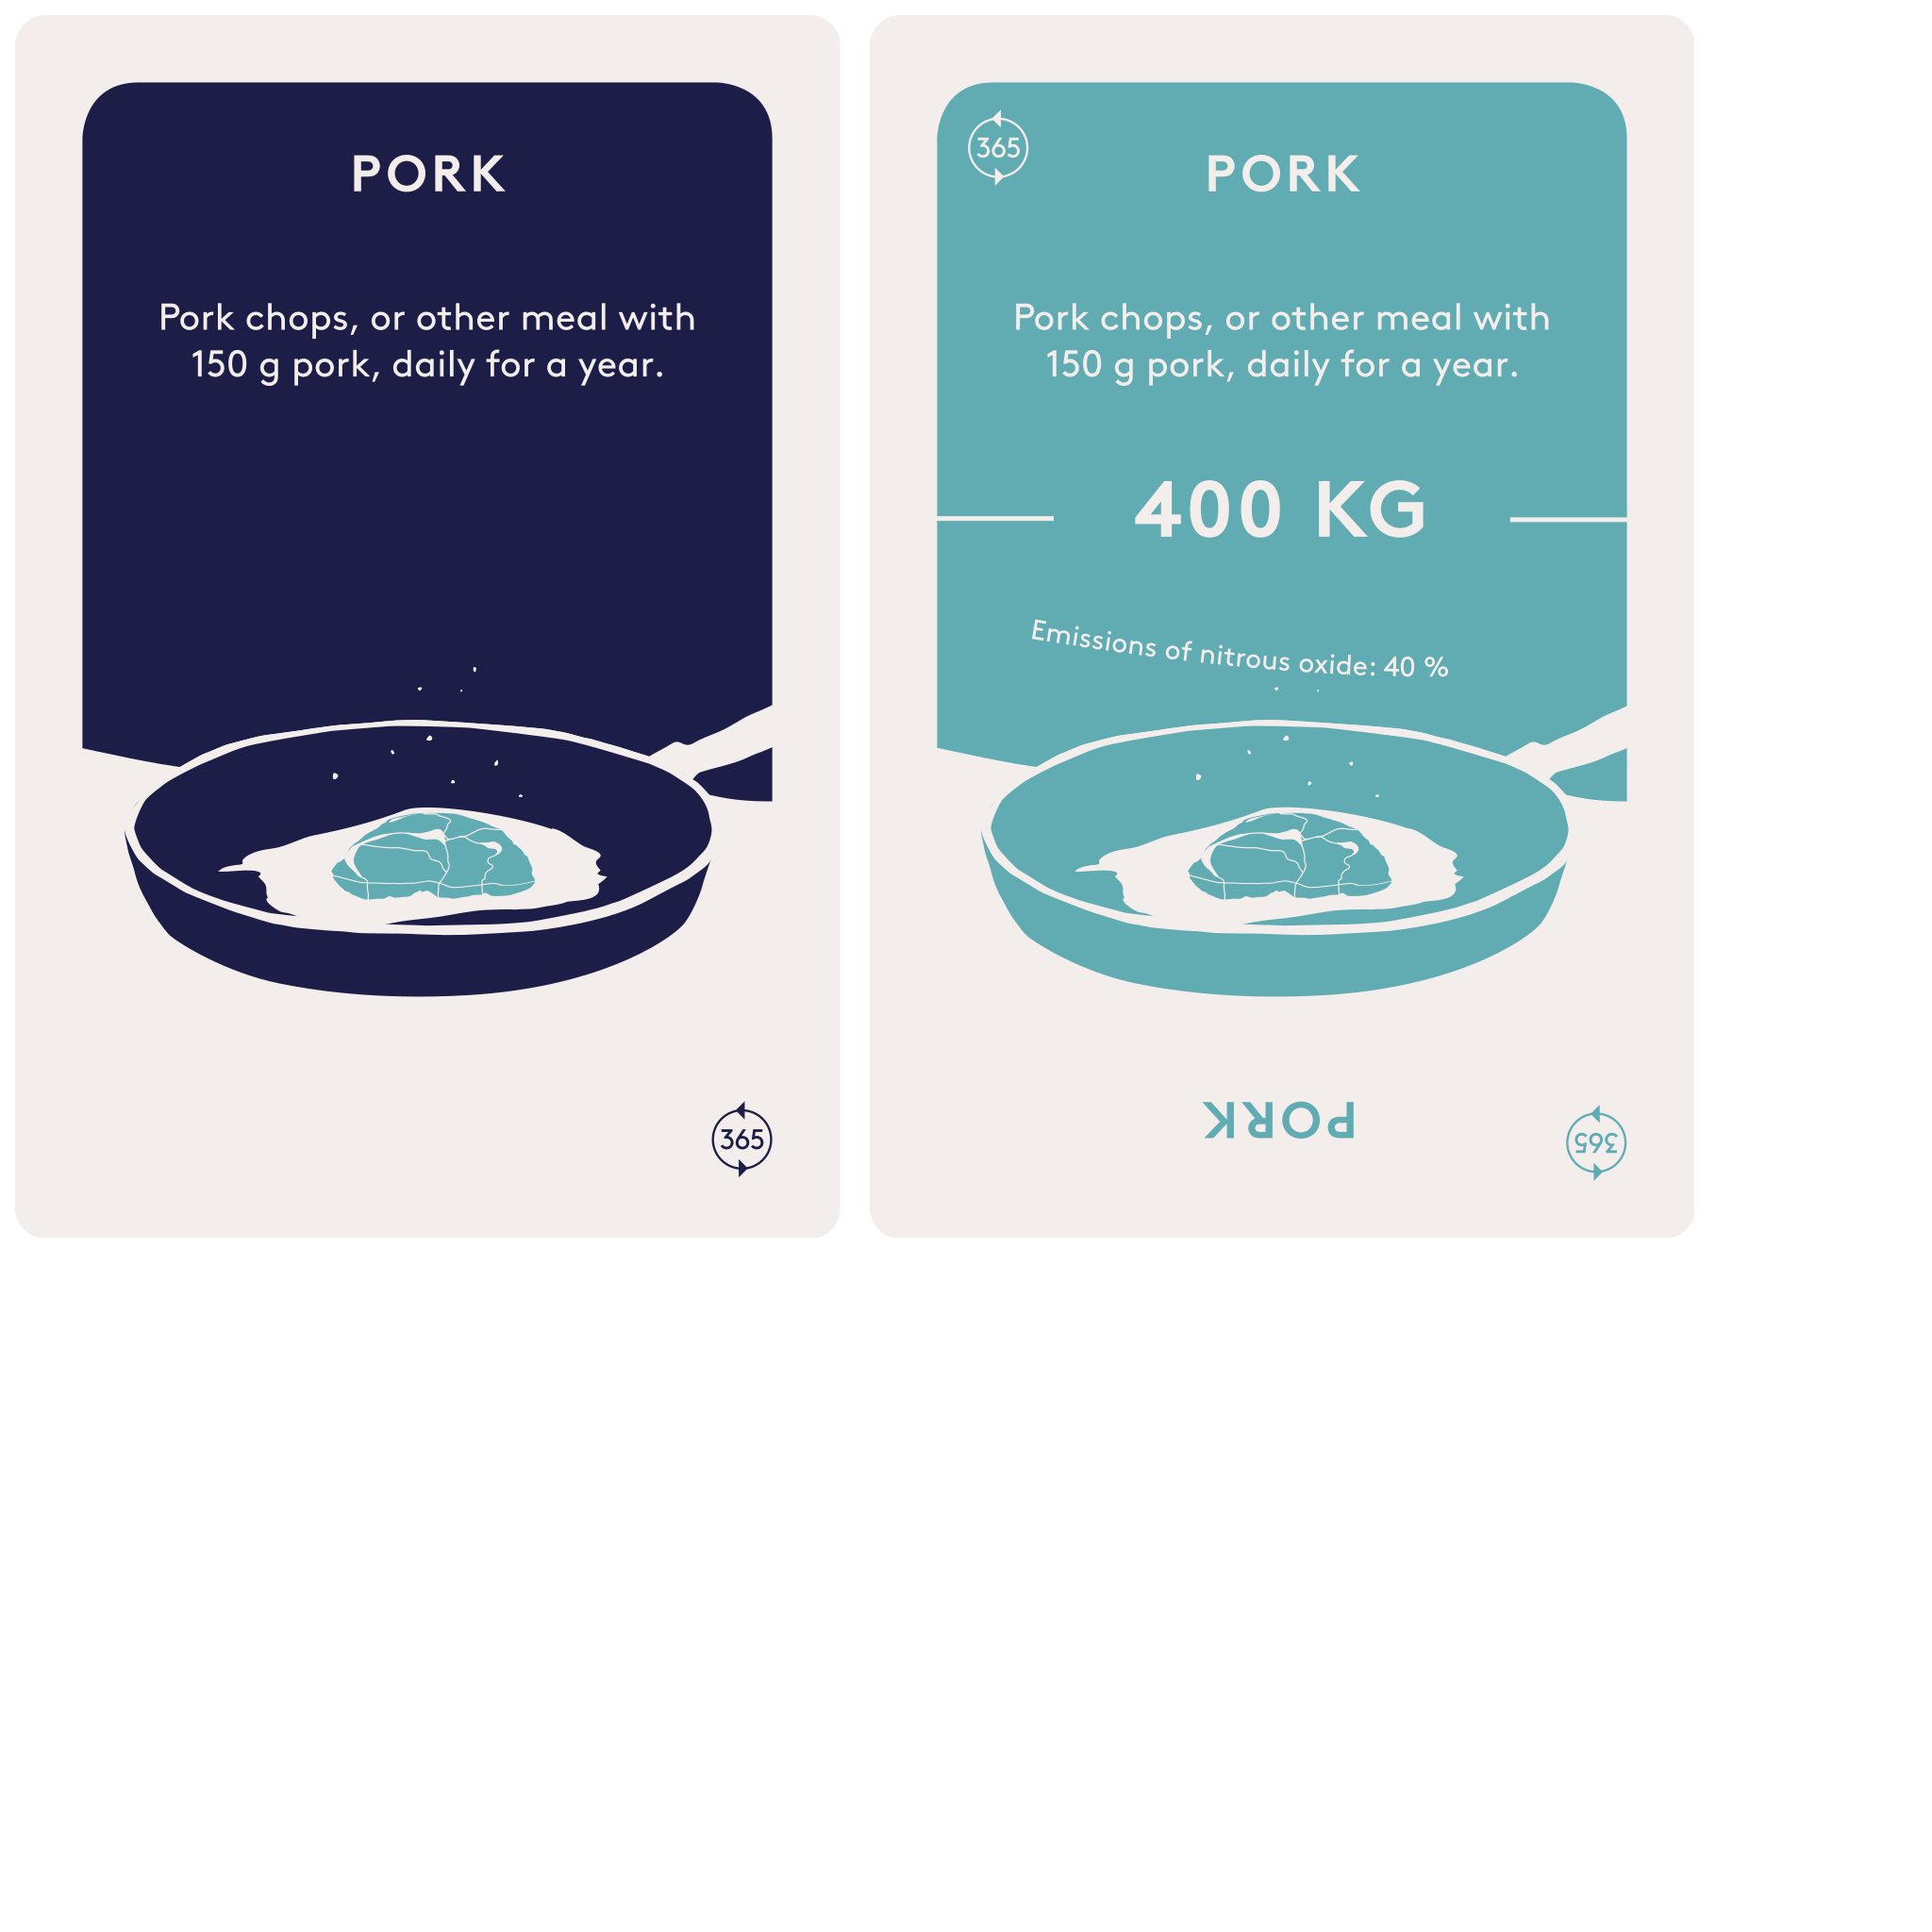 PORK
Pork chops, or other meal with
150 g pork, daily for a year.
365
365
PORK
Pork chops, or other meal with
150 g pork, daily for a year.
400 KG
Emissions of nitrous oxide: 40 %
PORK
365